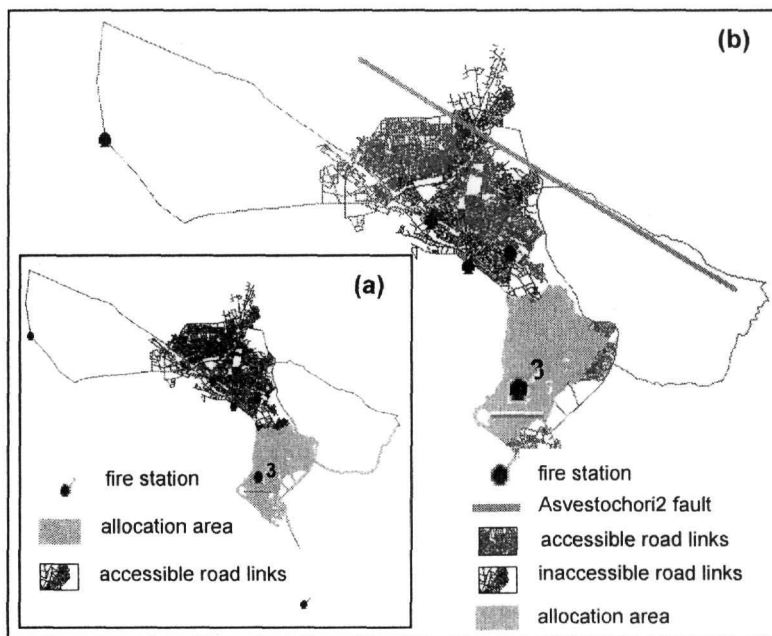 (b)
3
fire station
Asvestochori2 fault
accessible road links
inaccessible road links
allocation area
(a)
3
fire station
allocation area
accessible road links